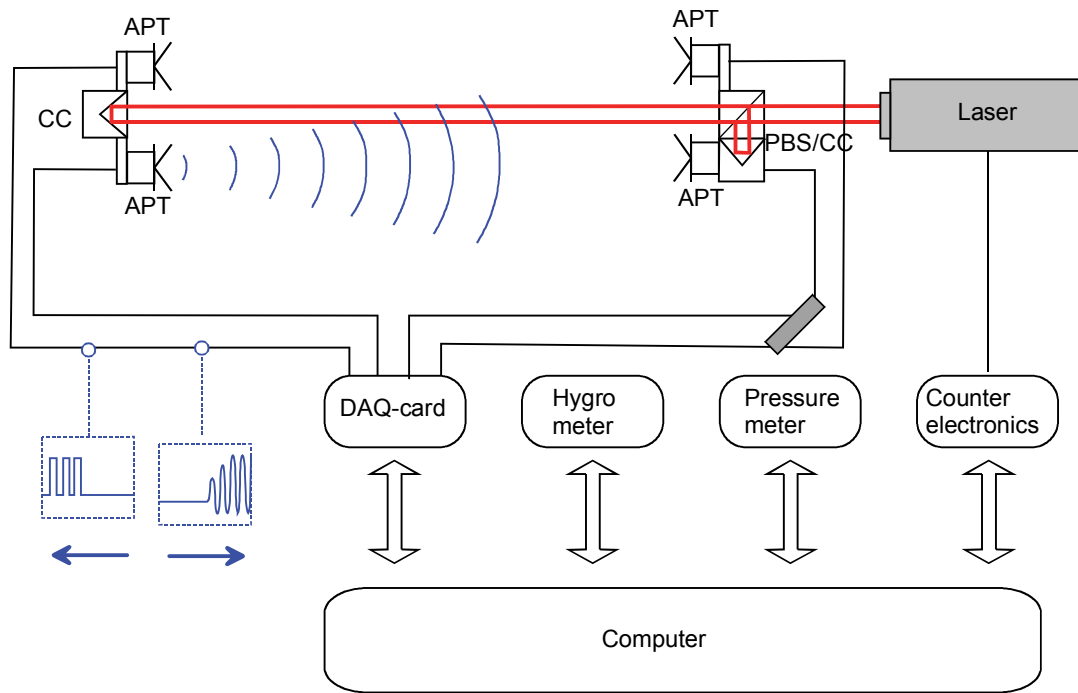 APT
APT
CC
Laser
PBS/CC
APT
APT
DAQ-card
Hygro
meter
Pressure
meter
Counter
electronics
Computer